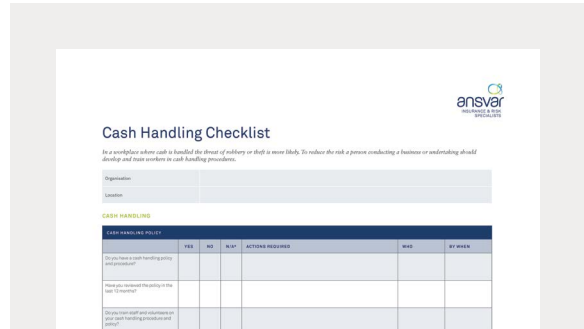 ansvar
INSURANCE & RISK
SPECIALISTS
Cash Handling Checklist
In a workplace where cash is handled the threat of robbery or theft is more likely. To reduce the risk a person conducting a business or undertaking should
develop and train workers in cash handling procedures.
Organisation
Location
CASH HANDLING
CASH HANDLING POLICY
YES NO N/A* ACTIONS REQUIRED WHO BY WHEN
Do you have a cash handling policy
and procedure?
Have you reviewed the policy in the
last 12 months?
Do you train staff and volunteers on
your cash handling procedure and
policy?